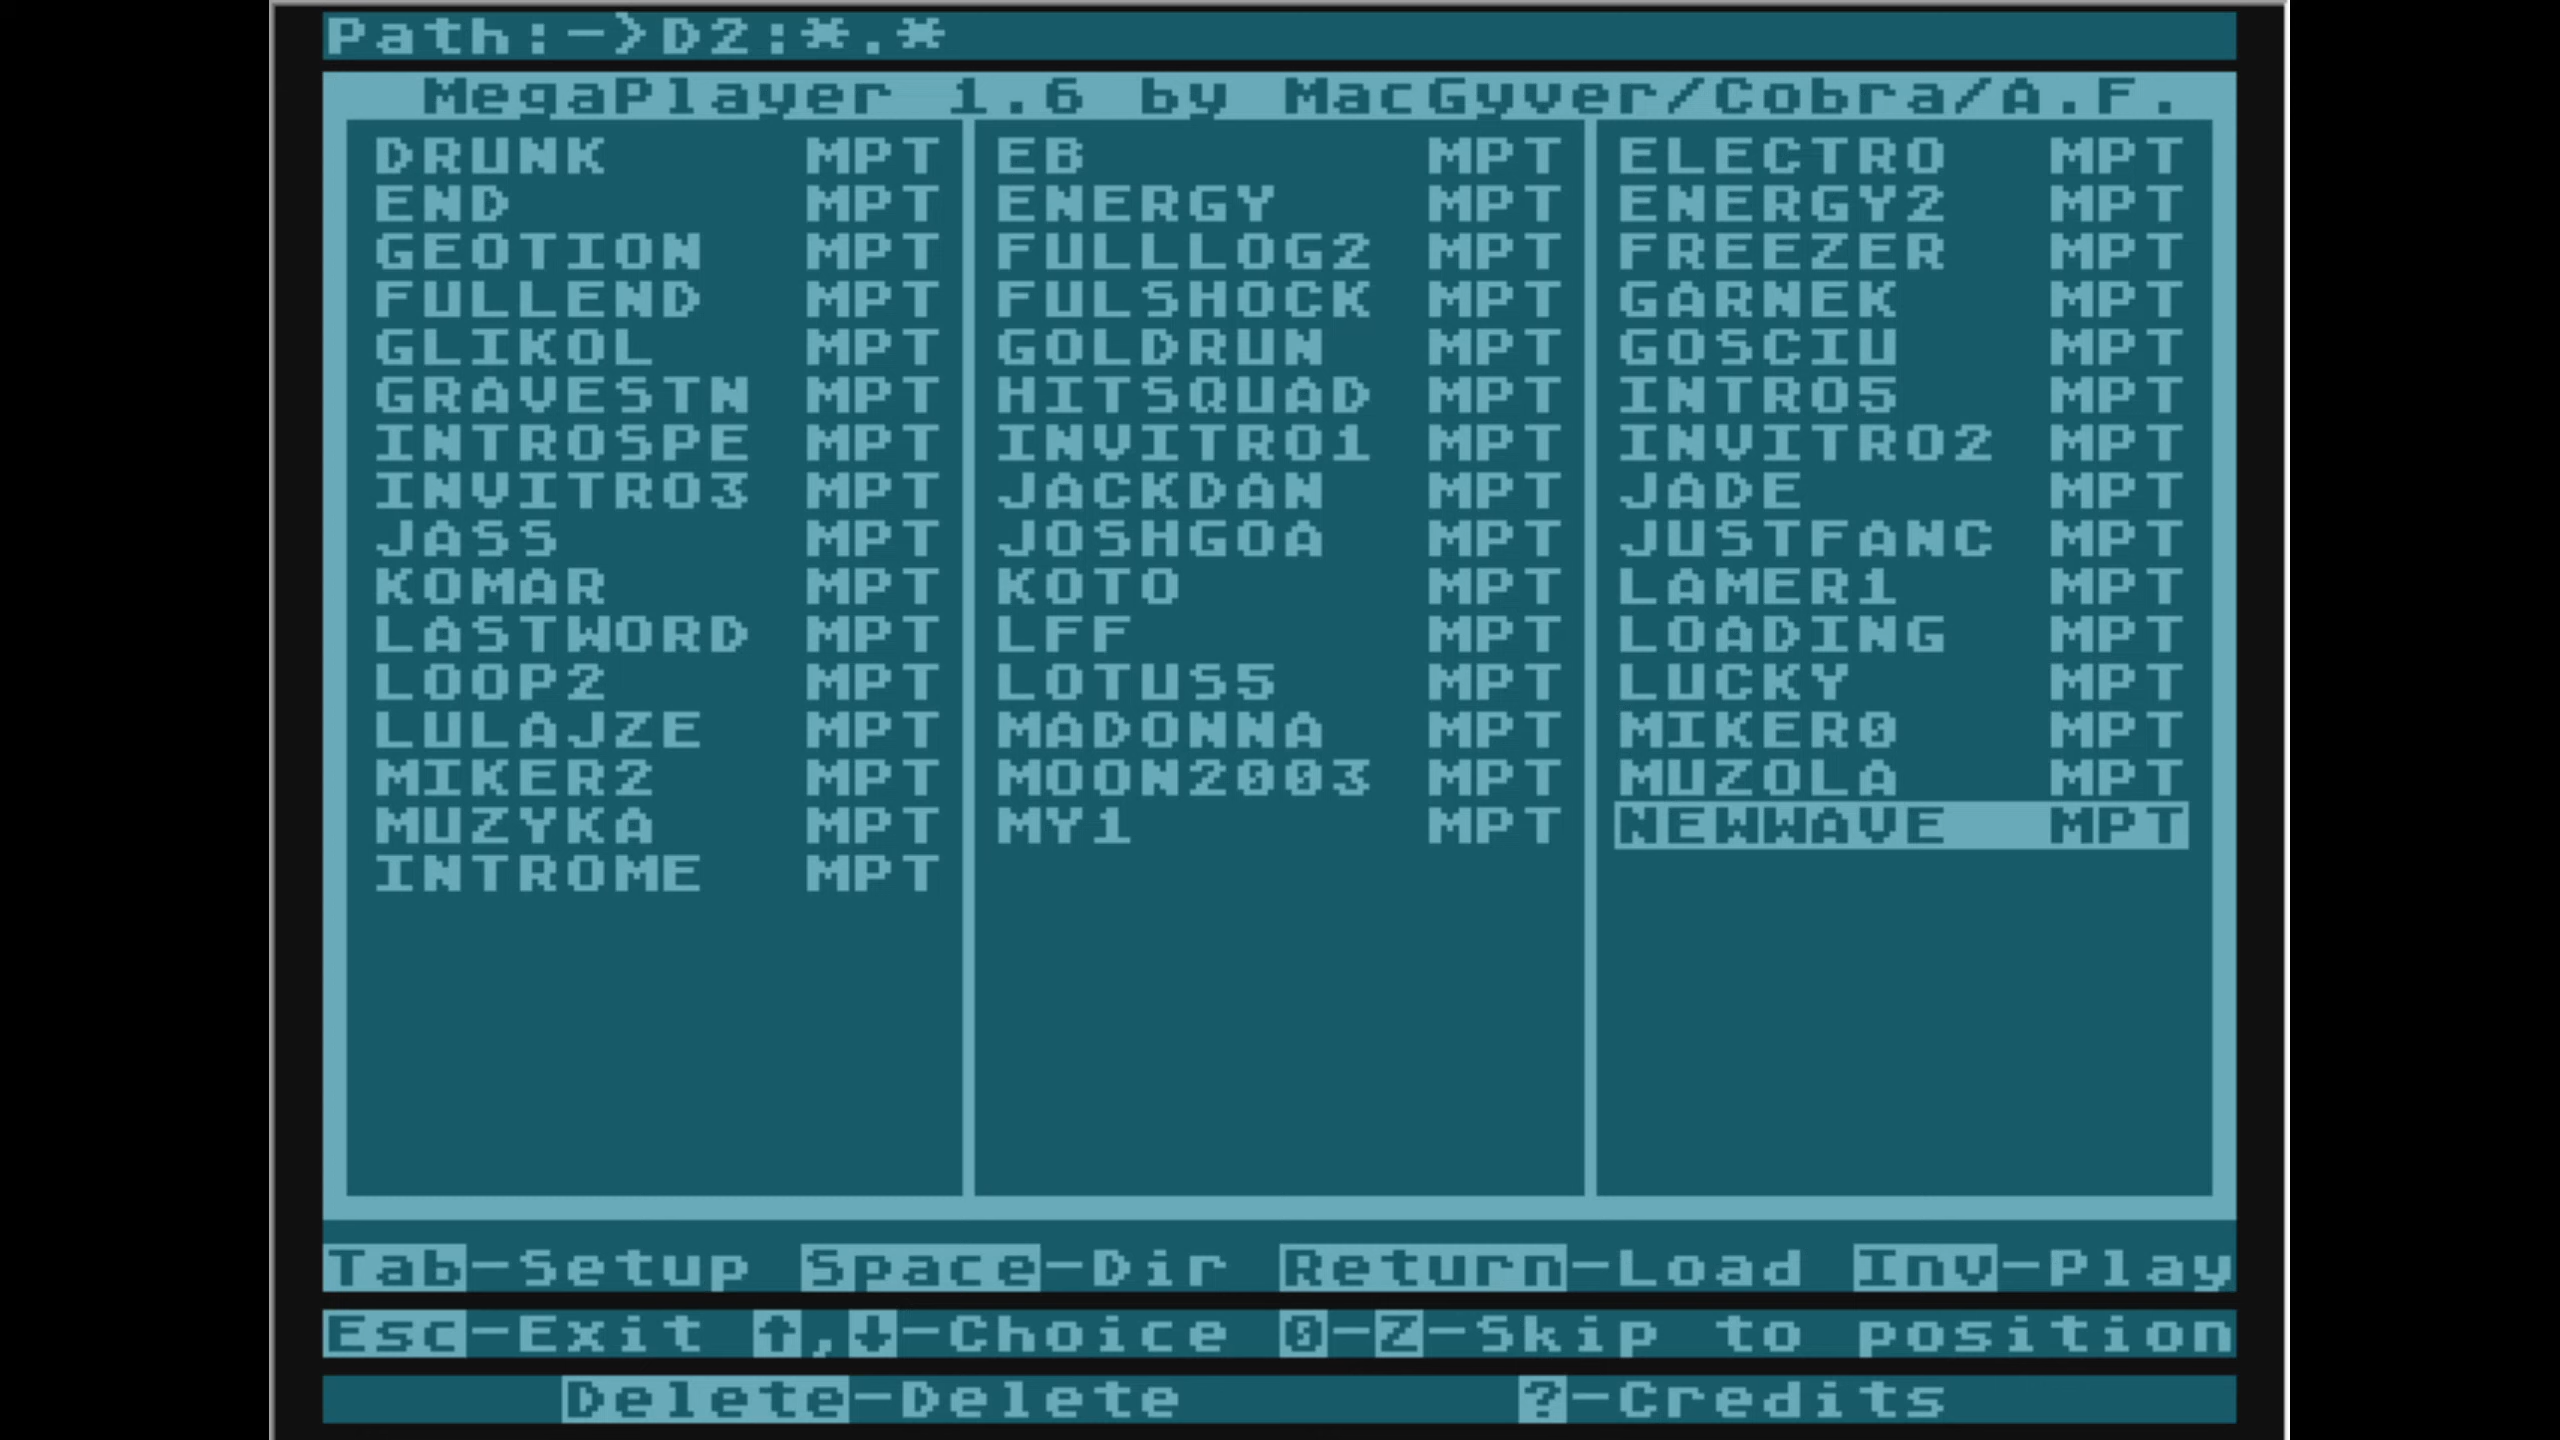 Path:->D2:*.*
MegaPlayer 1.6 by MacGyver/Cobra/A.F.
DRUNK MPT EB MPT ELECTRO MPT
END MPT ENERGY MPT ENERGY2 MPT
GEOTION MPT FULLLOG2 MPT FREEZER MPT
FULLEND MPT FULSHOCK MPT GARNEK MPT
GLIKOL MPT GOLDRUN MPT GOSCIU MPT
GRAVESTN MPT HITSQUAD MPT INTRO5 MPT
INTROSPE MPT INVITRO1 MPT INVITRO2 MPT
INVITRO3 MPT JACKDAN MPT JADE MPT
JASS MPT JOSHGOA MPT JUSTFANC MPT
KOMAR MPT KOTO MPT LAMER1 MPT
LASTWORD MPT LFF MPT LOADING MPT
LOOP2 MPT LOTUS5 MPT LUCKY MPT
LULAJZE MPT MADONNA MPT MIKER0 MPT
MIKER2 MPT MOON2003 MPT MUZOLA MPT
MUZYKA MPT MY1 MPT NEWWAVE MPT
INTROME MPT
Tab-Setup Space-Dir Return-Load Inv-Play
Esc-Exit ↑,↓-Choice 0-Z-Skip to position
Delete-Delete ?-Credits